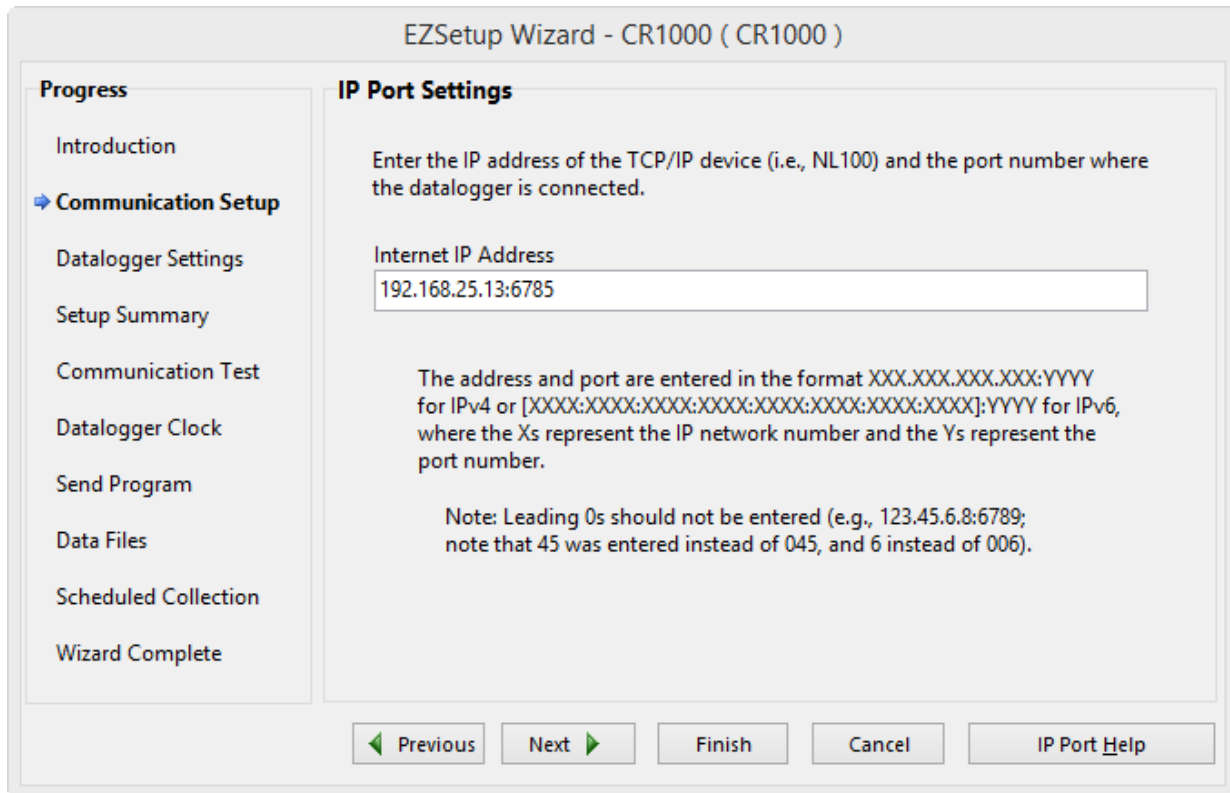 EZSetup Wizard - CR1000 ( CR1000 )
Progress
Introduction
Communication Setup
Datalogger Settings
Setup Summary
Communication Test
Datalogger Clock
Send Program
Data Files
Scheduled Collection
Wizard Complete
IP Port Settings
Enter the IP address of the TCP/IP device (i.e., NL100) and the port number where
the datalogger is connected.
Internet IP Address
192.168.25.13:6785
The address and port are entered in the format XXX.XXX.XXX.XXX:YYYY
for IPv4 or [XXXX:XXXX:XXXX:XXXX:XXXX:XXXX:XXXX:XXXX]:YYYY for IPv6,
where the Xs represent the IP network number and the Ys represent the
port number.
Note: Leading 0s should not be entered (e.g., 123.45.6.8:6789;
note that 45 was entered instead of 045, and 6 instead of 006).
Previous Next Finish Cancel IP Port Help